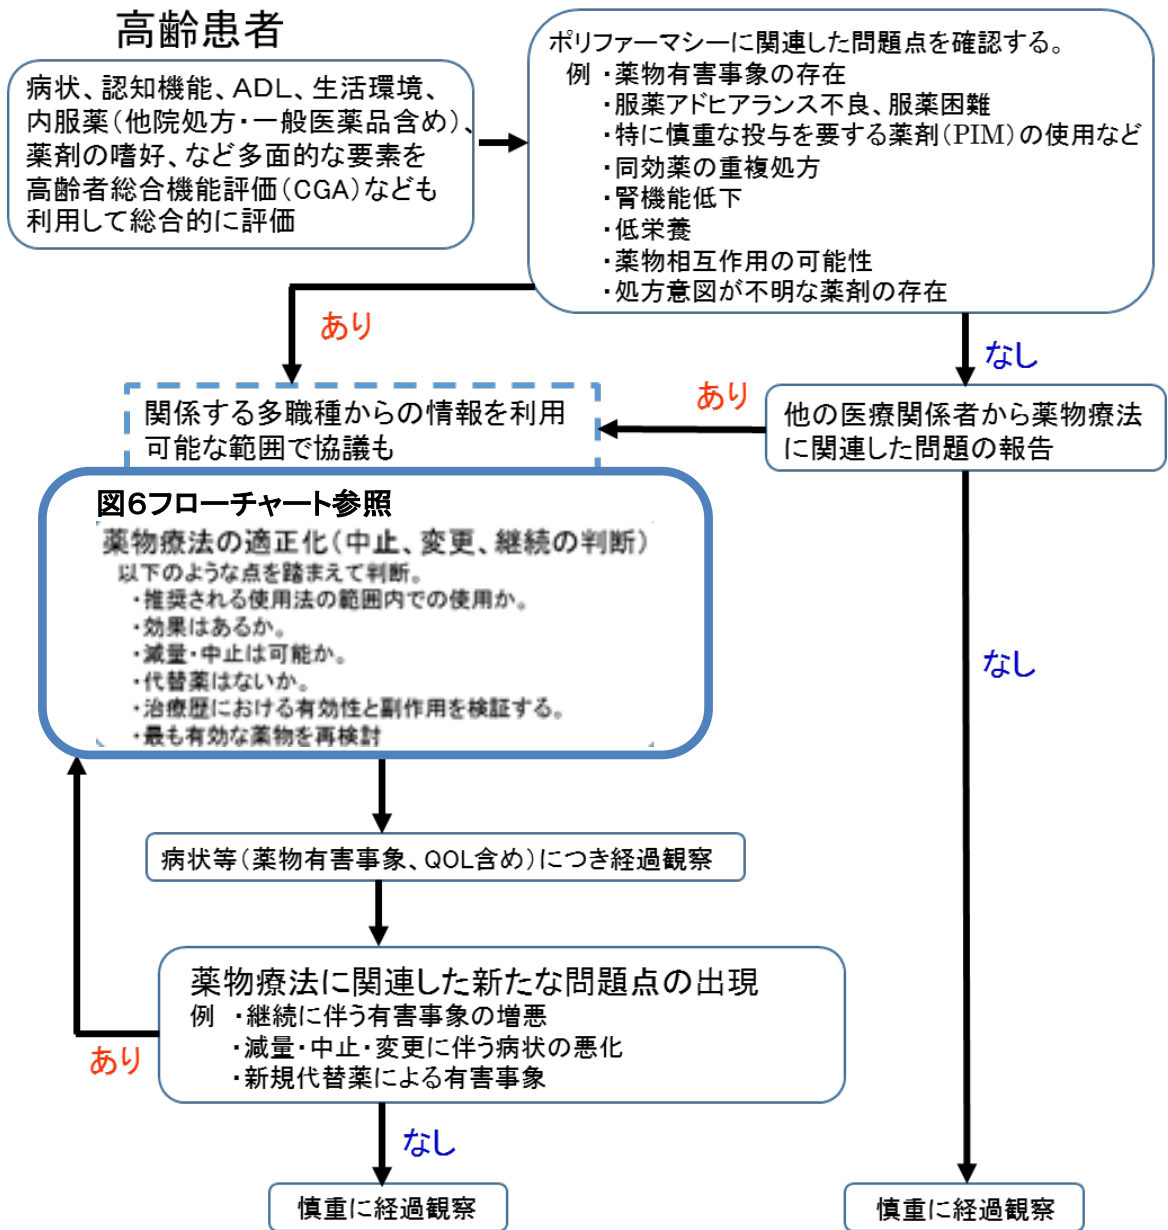 高齢患者
病状、認知機能、ADL、生活環境、
内服薬(他院処方・一般医薬品含め)、
薬剤の嗜好、など多面的な要素を
高齢者総合機能評価(CGA)なども
利用して総合的に評価
ポリファーマシーに関連した問題点を確認する。
例 ・薬物有害事象の存在
・服薬アドヒアランス不良、服薬困難
・特に慎重な投与を要する薬剤(PIM)の使用など
・同効薬の重複処方
・腎機能低下
・低栄養
・薬物相互作用の可能性
・処方意図が不明な薬剤の存在
あり
なし
関係する多職種からの情報を利用
可能な範囲で協議も
あり
他の医療関係者から薬物療法
に関連した問題の報告
図6フローチャート参照
薬物療法の適正化(中止、変更、継続の判断)
以下のような点を踏まえて判断。
・推奨される使用法の範囲内での使用か。
・効果はあるか。
・減量・中止は可能か。
・代替薬はないか。
・治療歴における有効性と副作用を検証する。
・最も有効な薬物を再検討
なし
病状等(薬物有害事象、QOL含め)につき経過観察
薬物療法に関連した新たな問題点の出現
例 ・継続に伴う有害事象の増悪
・減量・中止・変更に伴う病状の悪化
・新規代替薬による有害事象
あり
なし
慎重に経過観察
慎重に経過観察